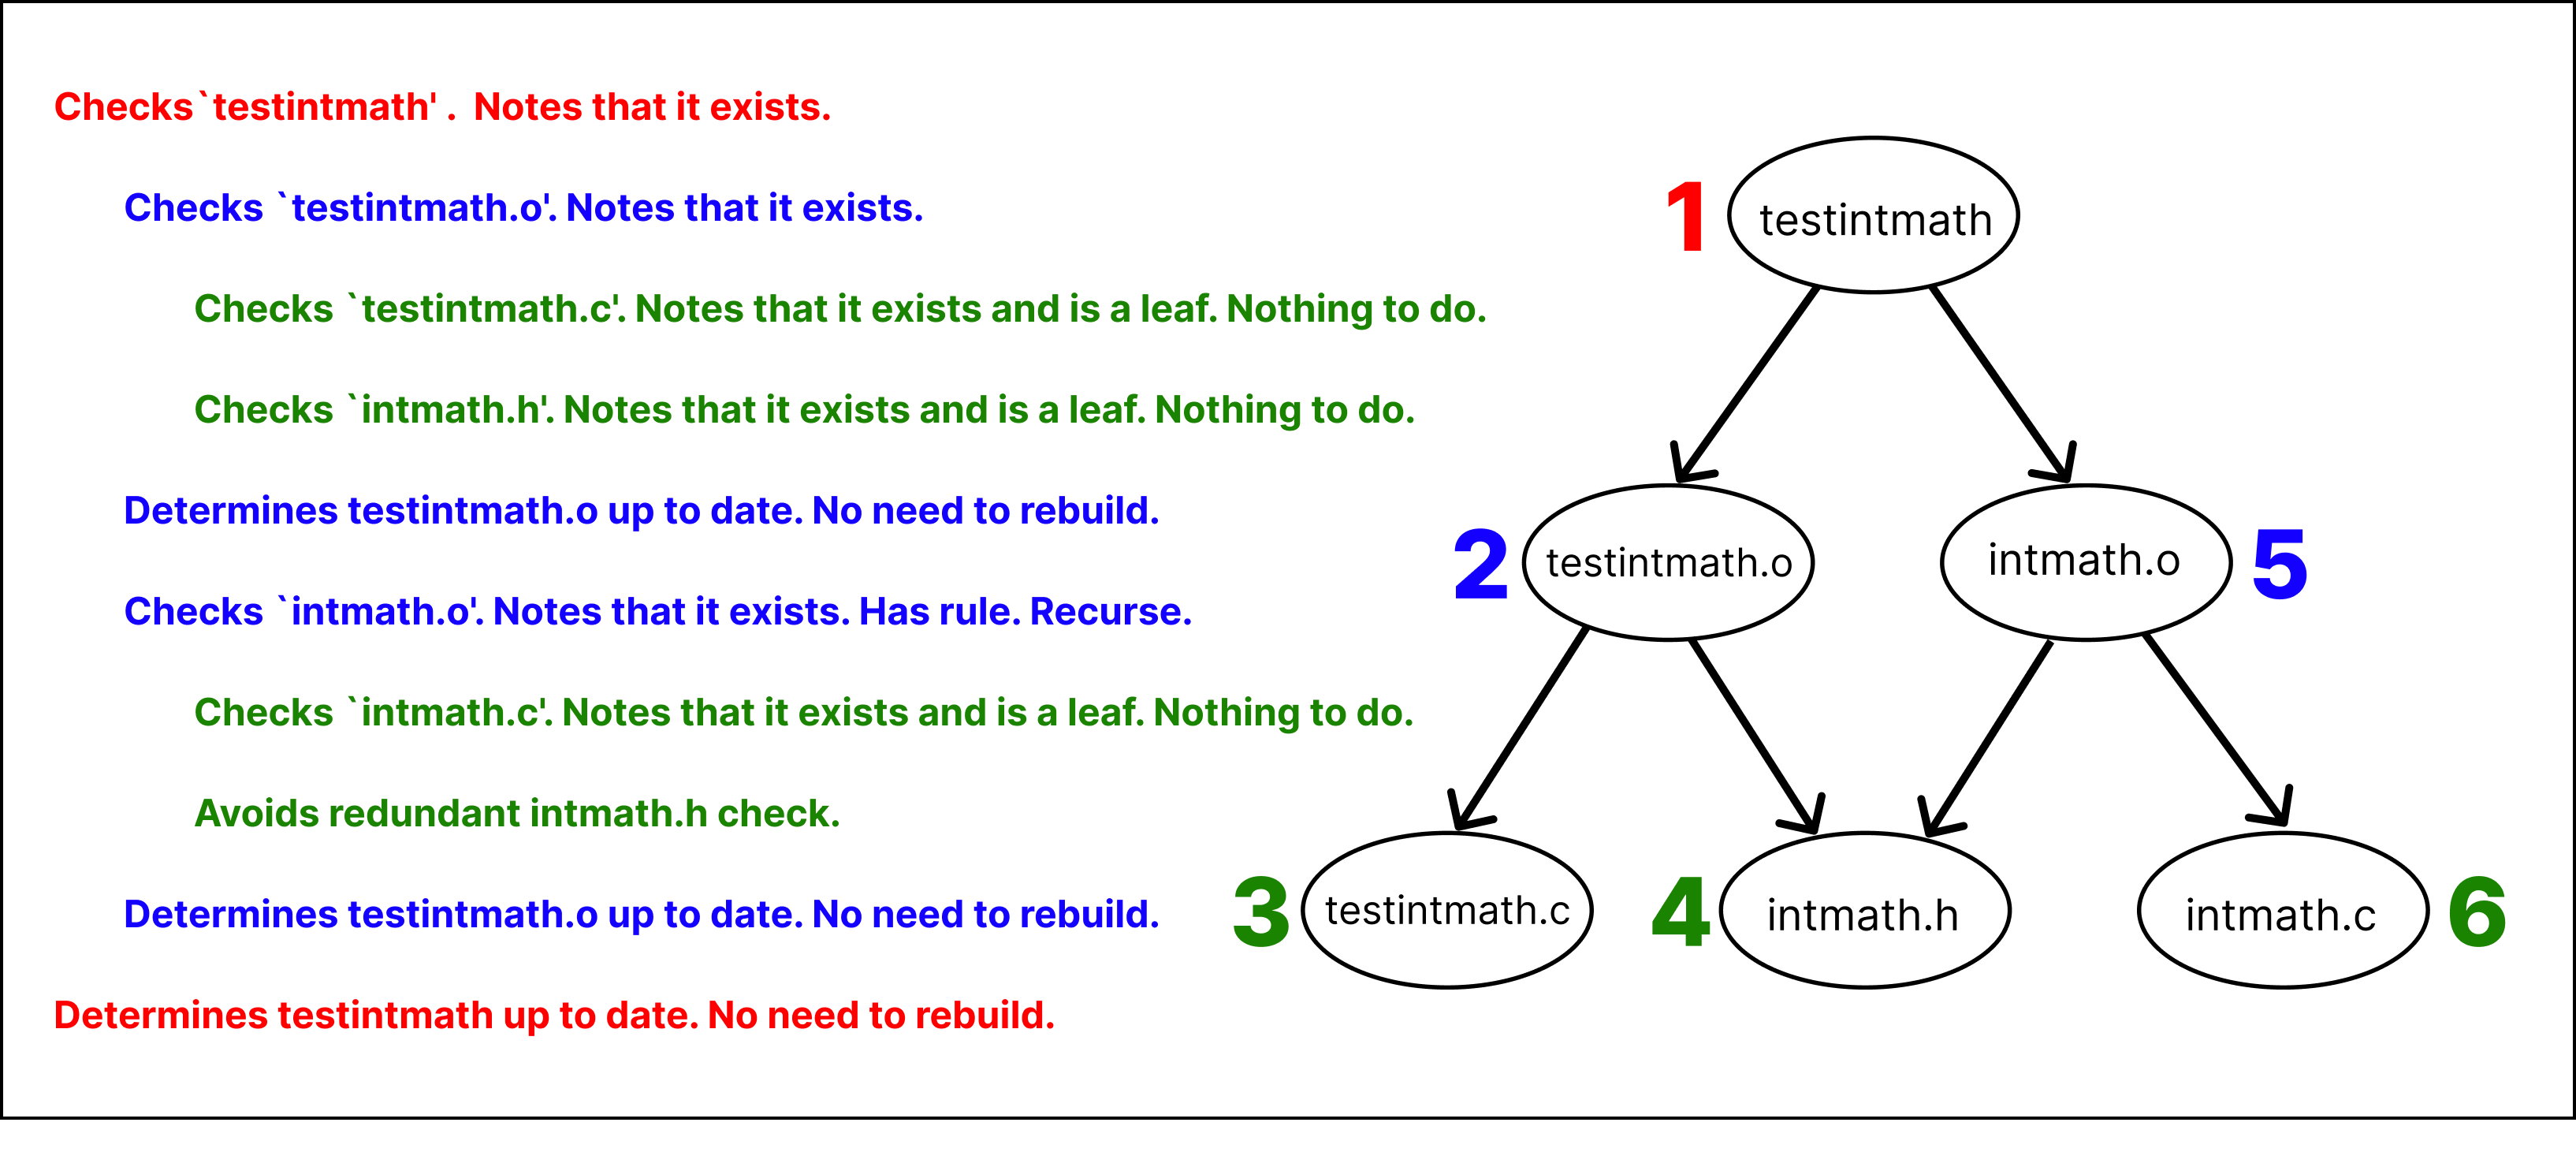 Checks`testintmath' .  Notes that it exists.
Checks `testintmath.o'. Notes that it exists.
Checks `testintmath.c'. Notes that it exists and is a leaf. Nothing to do.
Checks `intmath.h'. Notes that it exists and is a leaf. Nothing to do.
Determines testintmath.o up to date. No need to rebuild.
Checks `intmath.o'. Notes that it exists. Has rule. Recurse.
Checks `intmath.c'. Notes that it exists and is a leaf. Nothing to do.
Avoids redundant intmath.h check.
Determines testintmath.o up to date. No need to rebuild.
Determines testintmath up to date. No need to rebuild.
1 testintmath
2 testintmath.o intmath.o 5
3 testintmath.c 4 intmath.h intmath.c 6